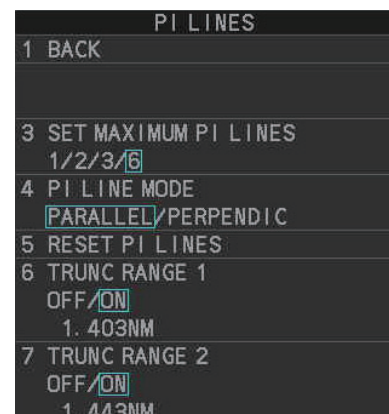 PI LINES
1 BACK
3 SET MAXIMUM PI LINES
1/2/3/6
4 PI LINE MODE
PARALLEL/PERPENDIC
5 RESET PI LINES
6 TRUNC RANGE 1
OFF/ON
1.403NM
7 TRUNC RANGE 2
OFF/ON
1.443NM